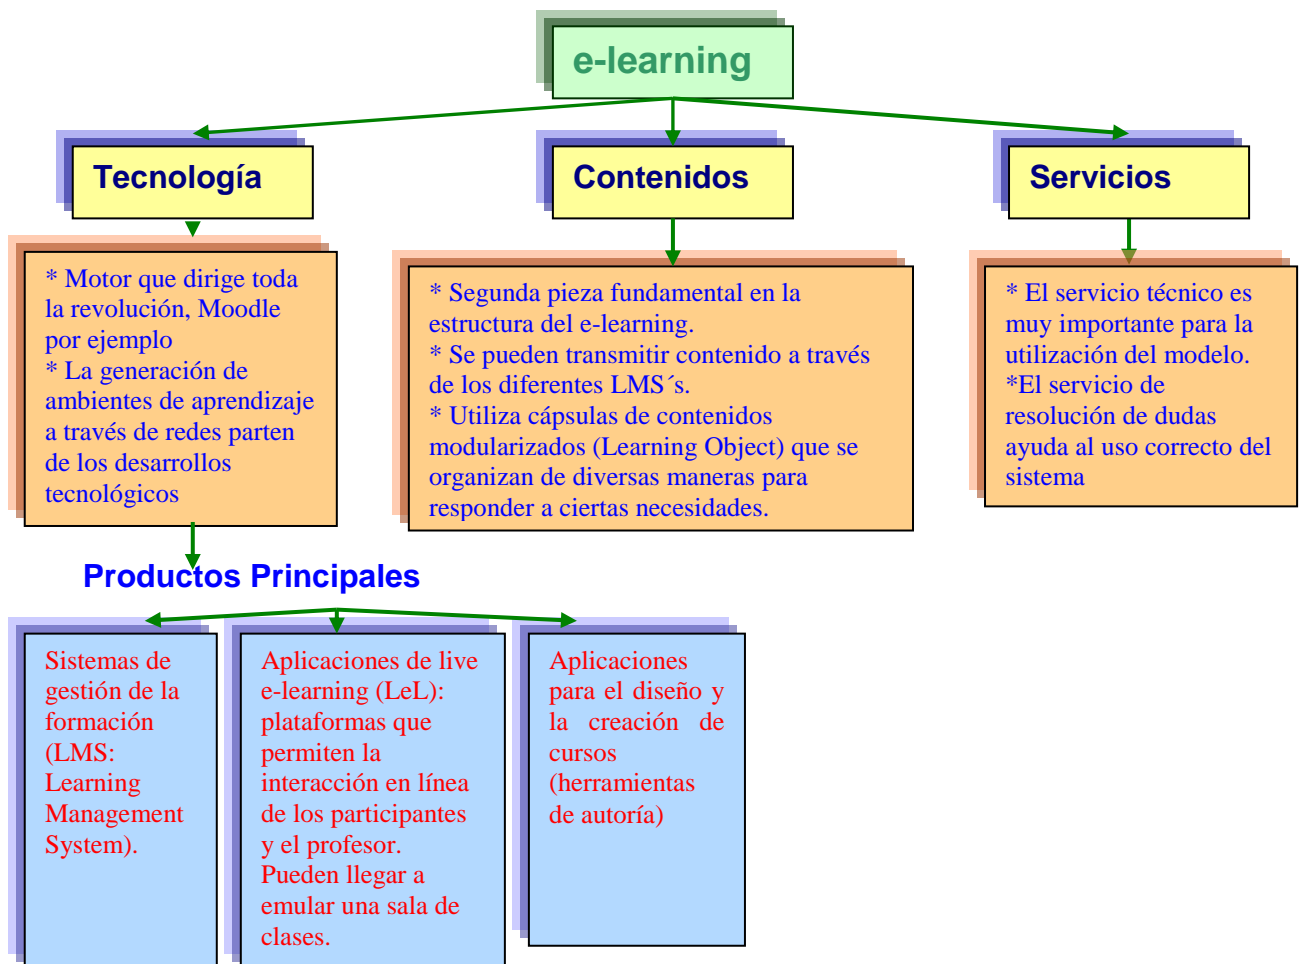 e-learning
Tecnología
Contenidos
Servicios
* Motor que dirige toda
la revolución, Moodle
por ejemplo
* La generación de
ambientes de aprendizaje
a través de redes parten
de los desarrollos
tecnológicos
* Segunda pieza fundamental en la
estructura del e-learning.
* Se pueden transmitir contenido a través
de los diferentes LMS´s.
* Utiliza cápsulas de contenidos
modularizados (Learning Object) que se
organizan de diversas maneras para
responder a ciertas necesidades.
* El servicio técnico es
muy importante para la
utilización del modelo.
*El servicio de
resolución de dudas
ayuda al uso correcto del
sistema
Productos Principales
Sistemas de
gestión de la
formación
(LMS:
Learning
Management
System).
Aplicaciones de live
e-learning (LeL):
plataformas que
permiten la
interacción en línea
de los participantes
y el profesor.
Pueden llegar a
emular una sala de
clases.
Aplicaciones
para el diseño y
la creación de
cursos
(herramientas
de autoría)